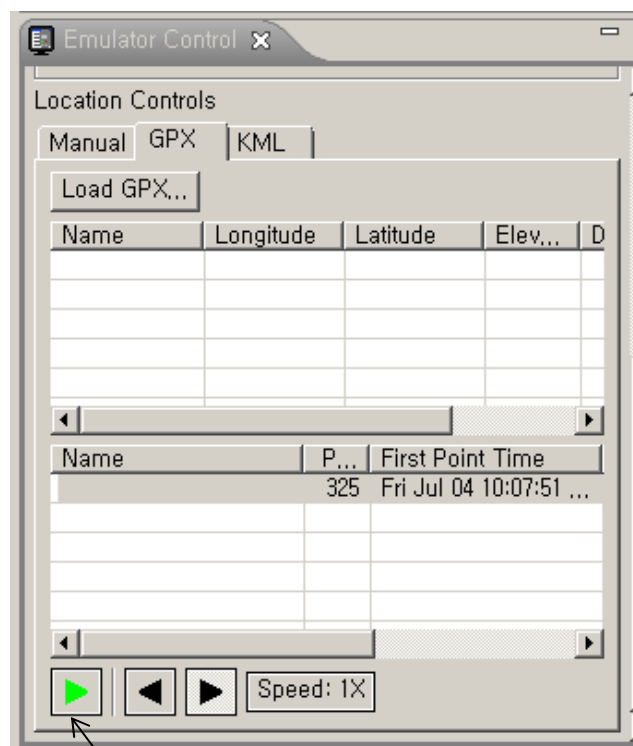 Emulator Control
Location Controls
Manual GPX KML
Load GPX...
Name Longitude Latitude Elev... D
Name P... First Point Time
325 Fri Jul 04 10:07:51 ...
Speed: 1X